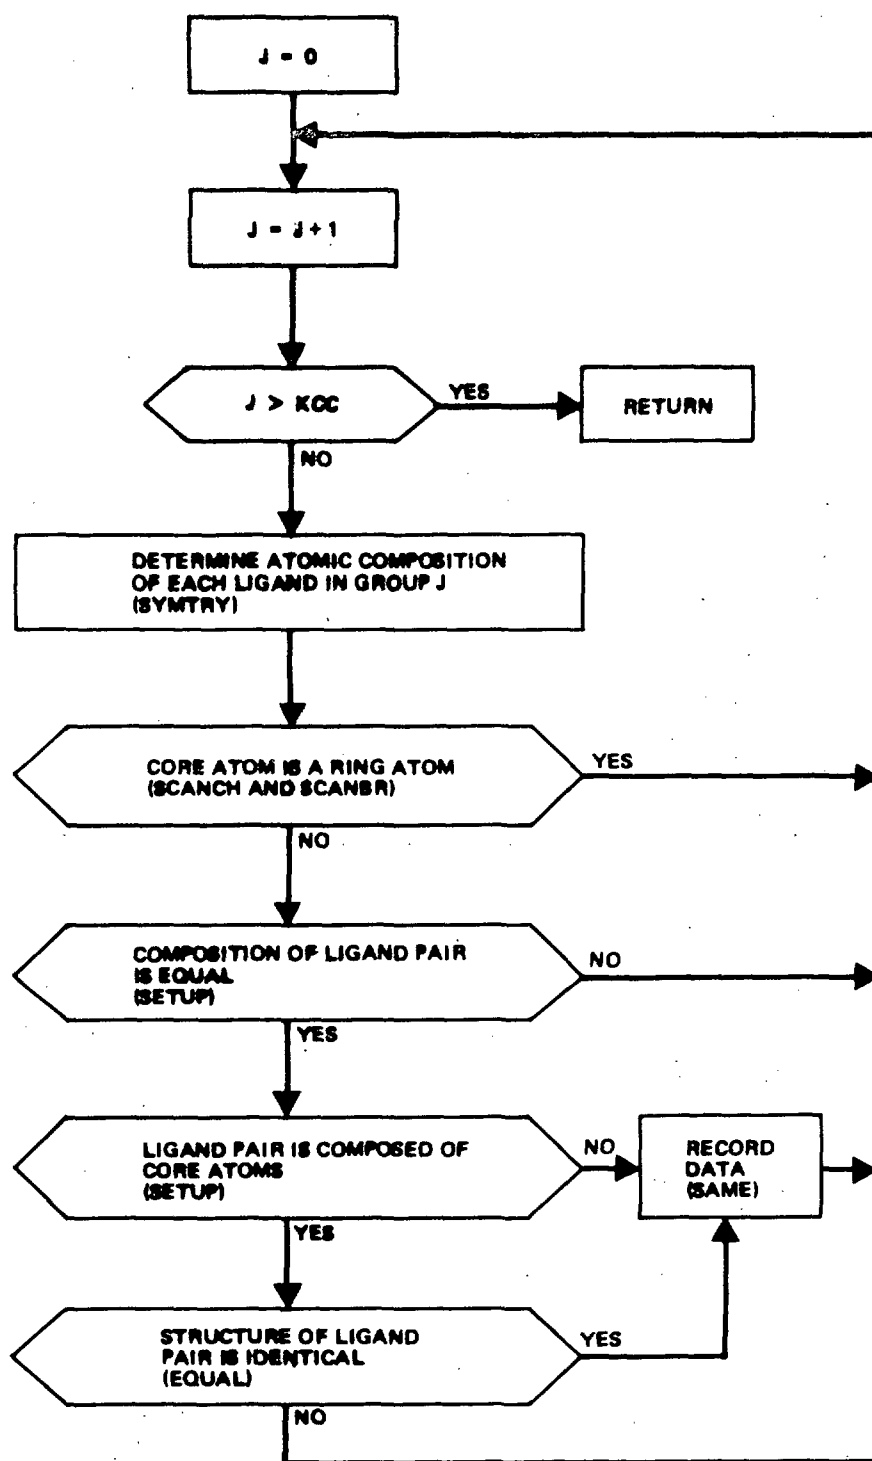 J = 0
J = J + 1
J > KCC
YES
RETURN
NO
DETERMINE ATOMIC COMPOSITION
OF EACH LIGAND IN GROUP J
(SYMTRY)
CORE ATOM IS A RING ATOM
(SCANCH AND SCANBR)
YES
NO
COMPOSITION OF LIGAND PAIR
IS EQUAL
(SETUP)
NO
YES
LIGAND PAIR IS COMPOSED OF
CORE ATOMS
(SETUP)
NO
RECORD
DATA
(SAME)
YES
STRUCTURE OF LIGAND
PAIR IS IDENTICAL
(EQUAL)
YES
NO